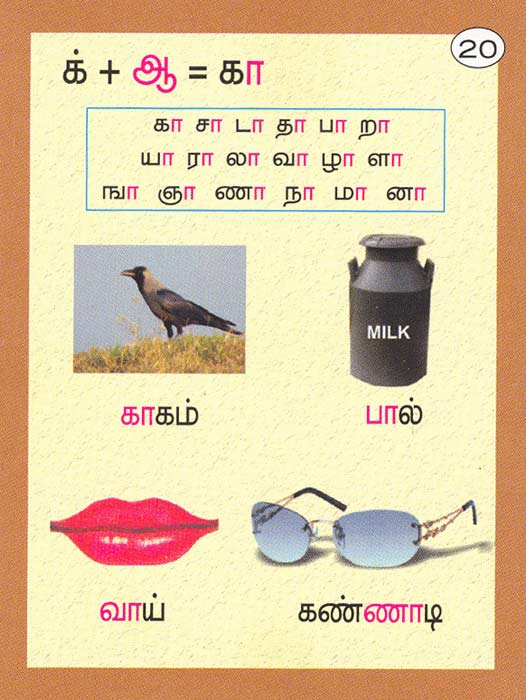 20
க் + ஆ = கா
கா சா டா தா பா றா
யா ரா லா வா ழா ளா
ஙா ஞா ணா நா மா னா
MILK
காகம் பால்
வாய் கண்ணாடி